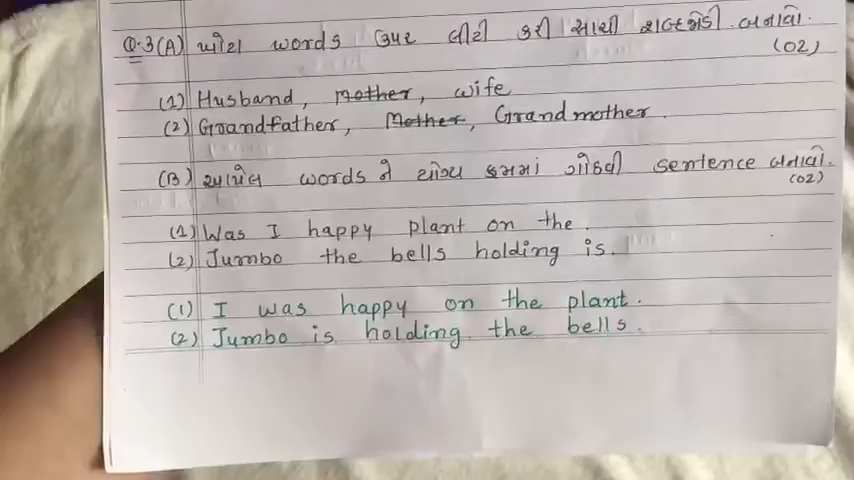 Q.3(A) ખોટા words ઉપર લીટી કરી સાચી શબ્દજોડી બનાવો.
(02)
(1) Husband, Mother, wife
(2) Grandfather, Mother, Grandmother.
(B) આપેલ words ને યોગ્ય ક્રમમાં ગોઠવી sentence બનાવો.
(02)
(1) Was I happy plant on the.
(2) Jumbo the bells holding is.
(1) I was happy on the plant.
(2) Jumbo is holding the bells.